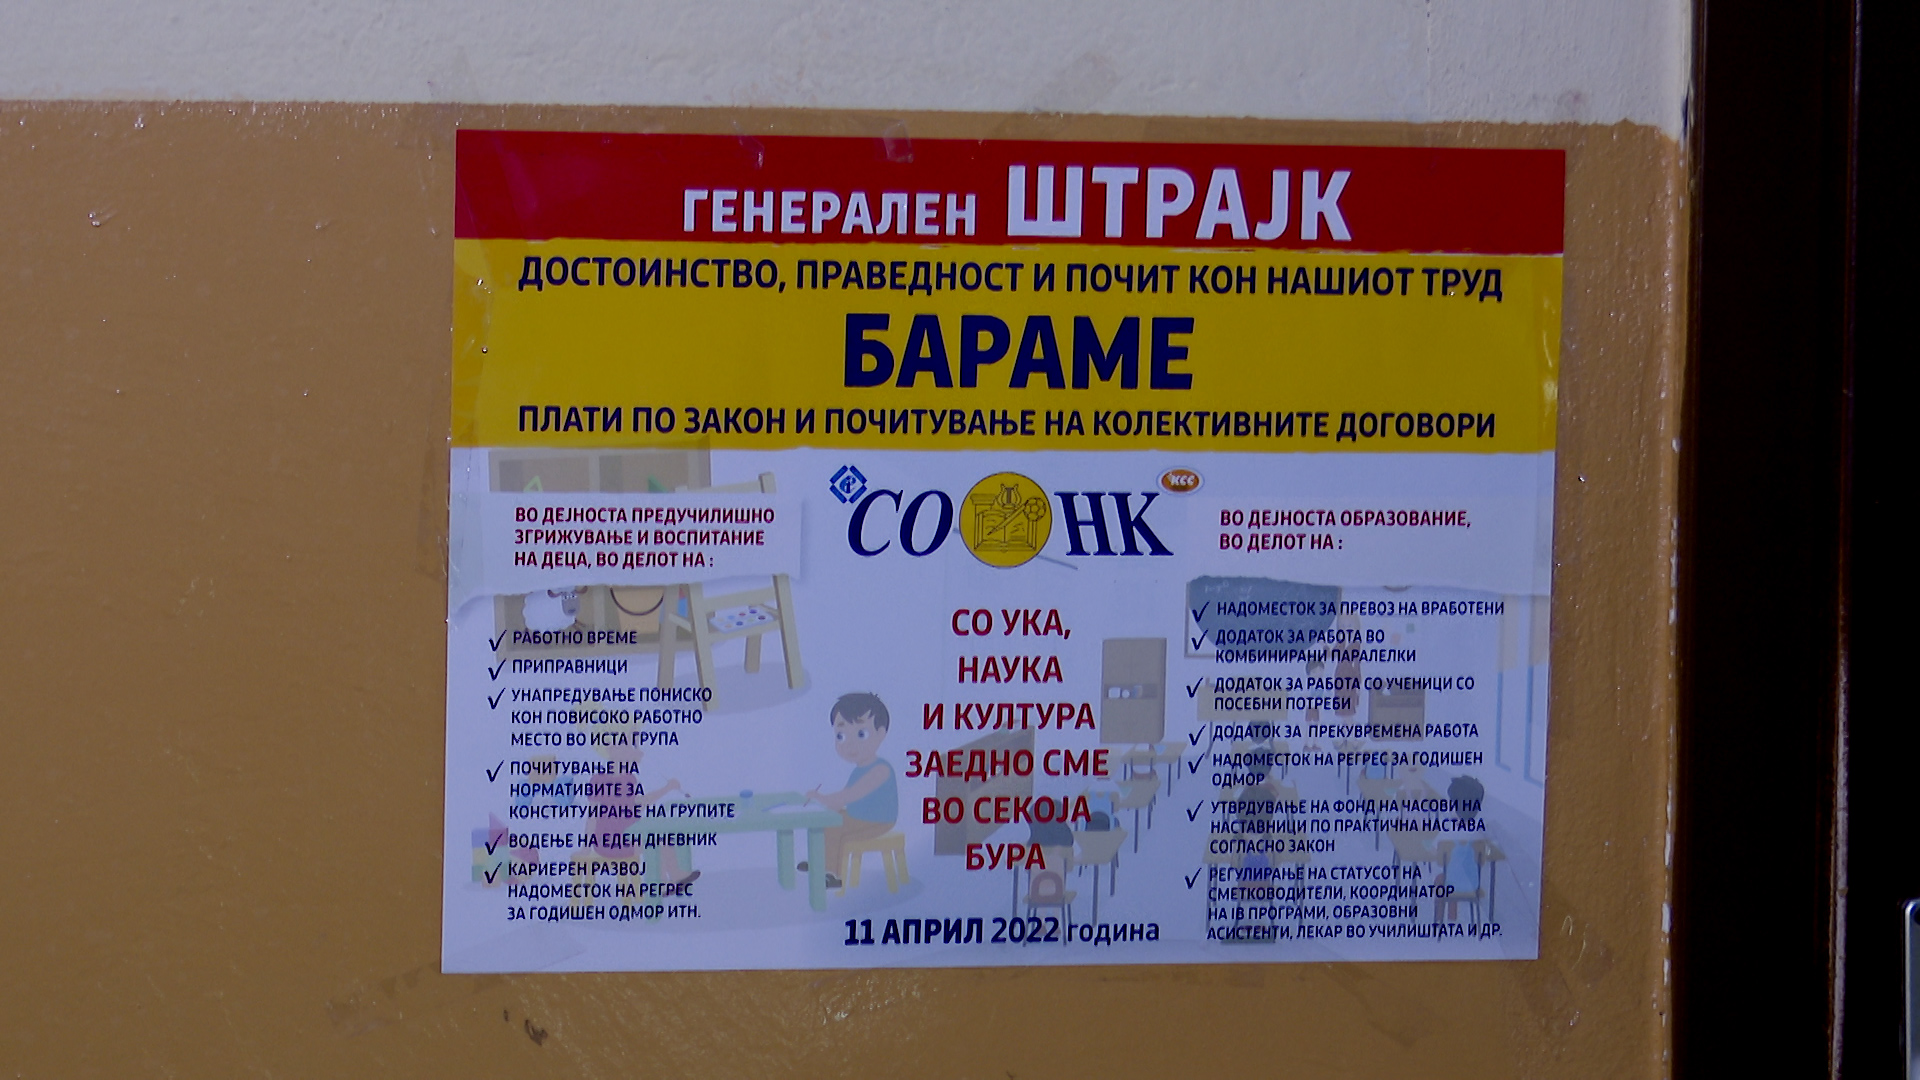 ГЕНЕРАЛЕН ШТРАЈК
ДОСТОИНСТВО, ПРАВЕДНОСТ И ПОЧИТ КОН НАШИОТ ТРУД
БАРАМЕ
ПЛАТИ ПО ЗАКОН И ПОЧИТУВАЊЕ НА КОЛЕКТИВНИТЕ ДОГОВОРИ
СО НК
КСС
ВО ДЕЈНОСТА ПРЕДУЧИЛИШНО
ЗГРИЖУВАЊЕ И ВОСПИТАНИЕ
НА ДЕЦА, ВО ДЕЛОТ НА :
✓ РАБОТНО ВРЕМЕ
✓ ПРИПРАВНИЦИ
✓ УНАПРЕДУВАЊЕ ПОНИСКО
КОН ПОВИСОКО РАБОТНО
МЕСТО ВО ИСТА ГРУПА
✓ ПОЧИТУВАЊЕ НА
НОРМАТИВИТЕ ЗА
КОНСТИТУИРАЊЕ НА ГРУПИТЕ
✓ ВОДЕЊЕ НА ЕДЕН ДНЕВНИК
✓ КАРИЕРЕН РАЗВОЈ
НАДОМЕСТОК НА РЕГРЕС
ЗА ГОДИШЕН ОДМОР ИТН.
СО УКА,
НАУКА
И КУЛТУРА
ЗАЕДНО СМЕ
ВО СЕКОЈА
БУРА
11 АПРИЛ 2022 година
ВО ДЕЈНОСТА ОБРАЗОВАНИЕ,
ВО ДЕЛОТ НА :
✓ НАДОМЕСТОК ЗА ПРЕВОЗ НА ВРАБОТЕНИ
✓ ДОДАТОК ЗА РАБОТА ВО
КОМБИНИРАНИ ПАРАЛЕЛКИ
✓ ДОДАТОК ЗА РАБОТА СО УЧЕНИЦИ СО
ПОСЕБНИ ПОТРЕБИ
✓ ДОДАТОК ЗА ПРЕКУВРЕМЕНА РАБОТА
✓ НАДОМЕСТОК НА РЕГРЕС ЗА ГОДИШЕН
ОДМОР
✓ УТВРДУВАЊЕ НА ФОНД НА ЧАСОВИ НА
НАСТАВНИЦИ ПО ПРАКТИЧНА НАСТАВА
СОГЛАСНО ЗАКОН
✓ РЕГУЛИРАЊЕ НА СТАТУСОТ НА
СМЕТКОВОДИТЕЛИ, КООРДИНАТОР
НА IB ПРОГРАМИ, ОБРАЗОВНИ
АСИСТЕНТИ, ЛЕКАР ВО УЧИЛИШТАТА И ДР.